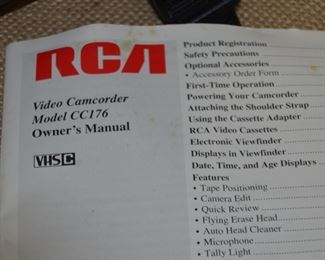 RCA
Video Camcorder
Model CC176
Owner's Manual
VHS C
Product Registration
Safety Precautions
Optional Accessories
• Accessory Order Form
First-Time Operation
Powering Your Camcorder
Attaching the Shoulder Strap
Using the Cassette Adapter
RCA Video Cassettes
Electronic Viewfinder
Displays in Viewfinder
Date, Time, and Age Displays
Features
• Tape Positioning
• Camera Edit
• Quick Review
• Flying Erase Head
• Auto Head Cleaner
• Microphone
• Tally Light